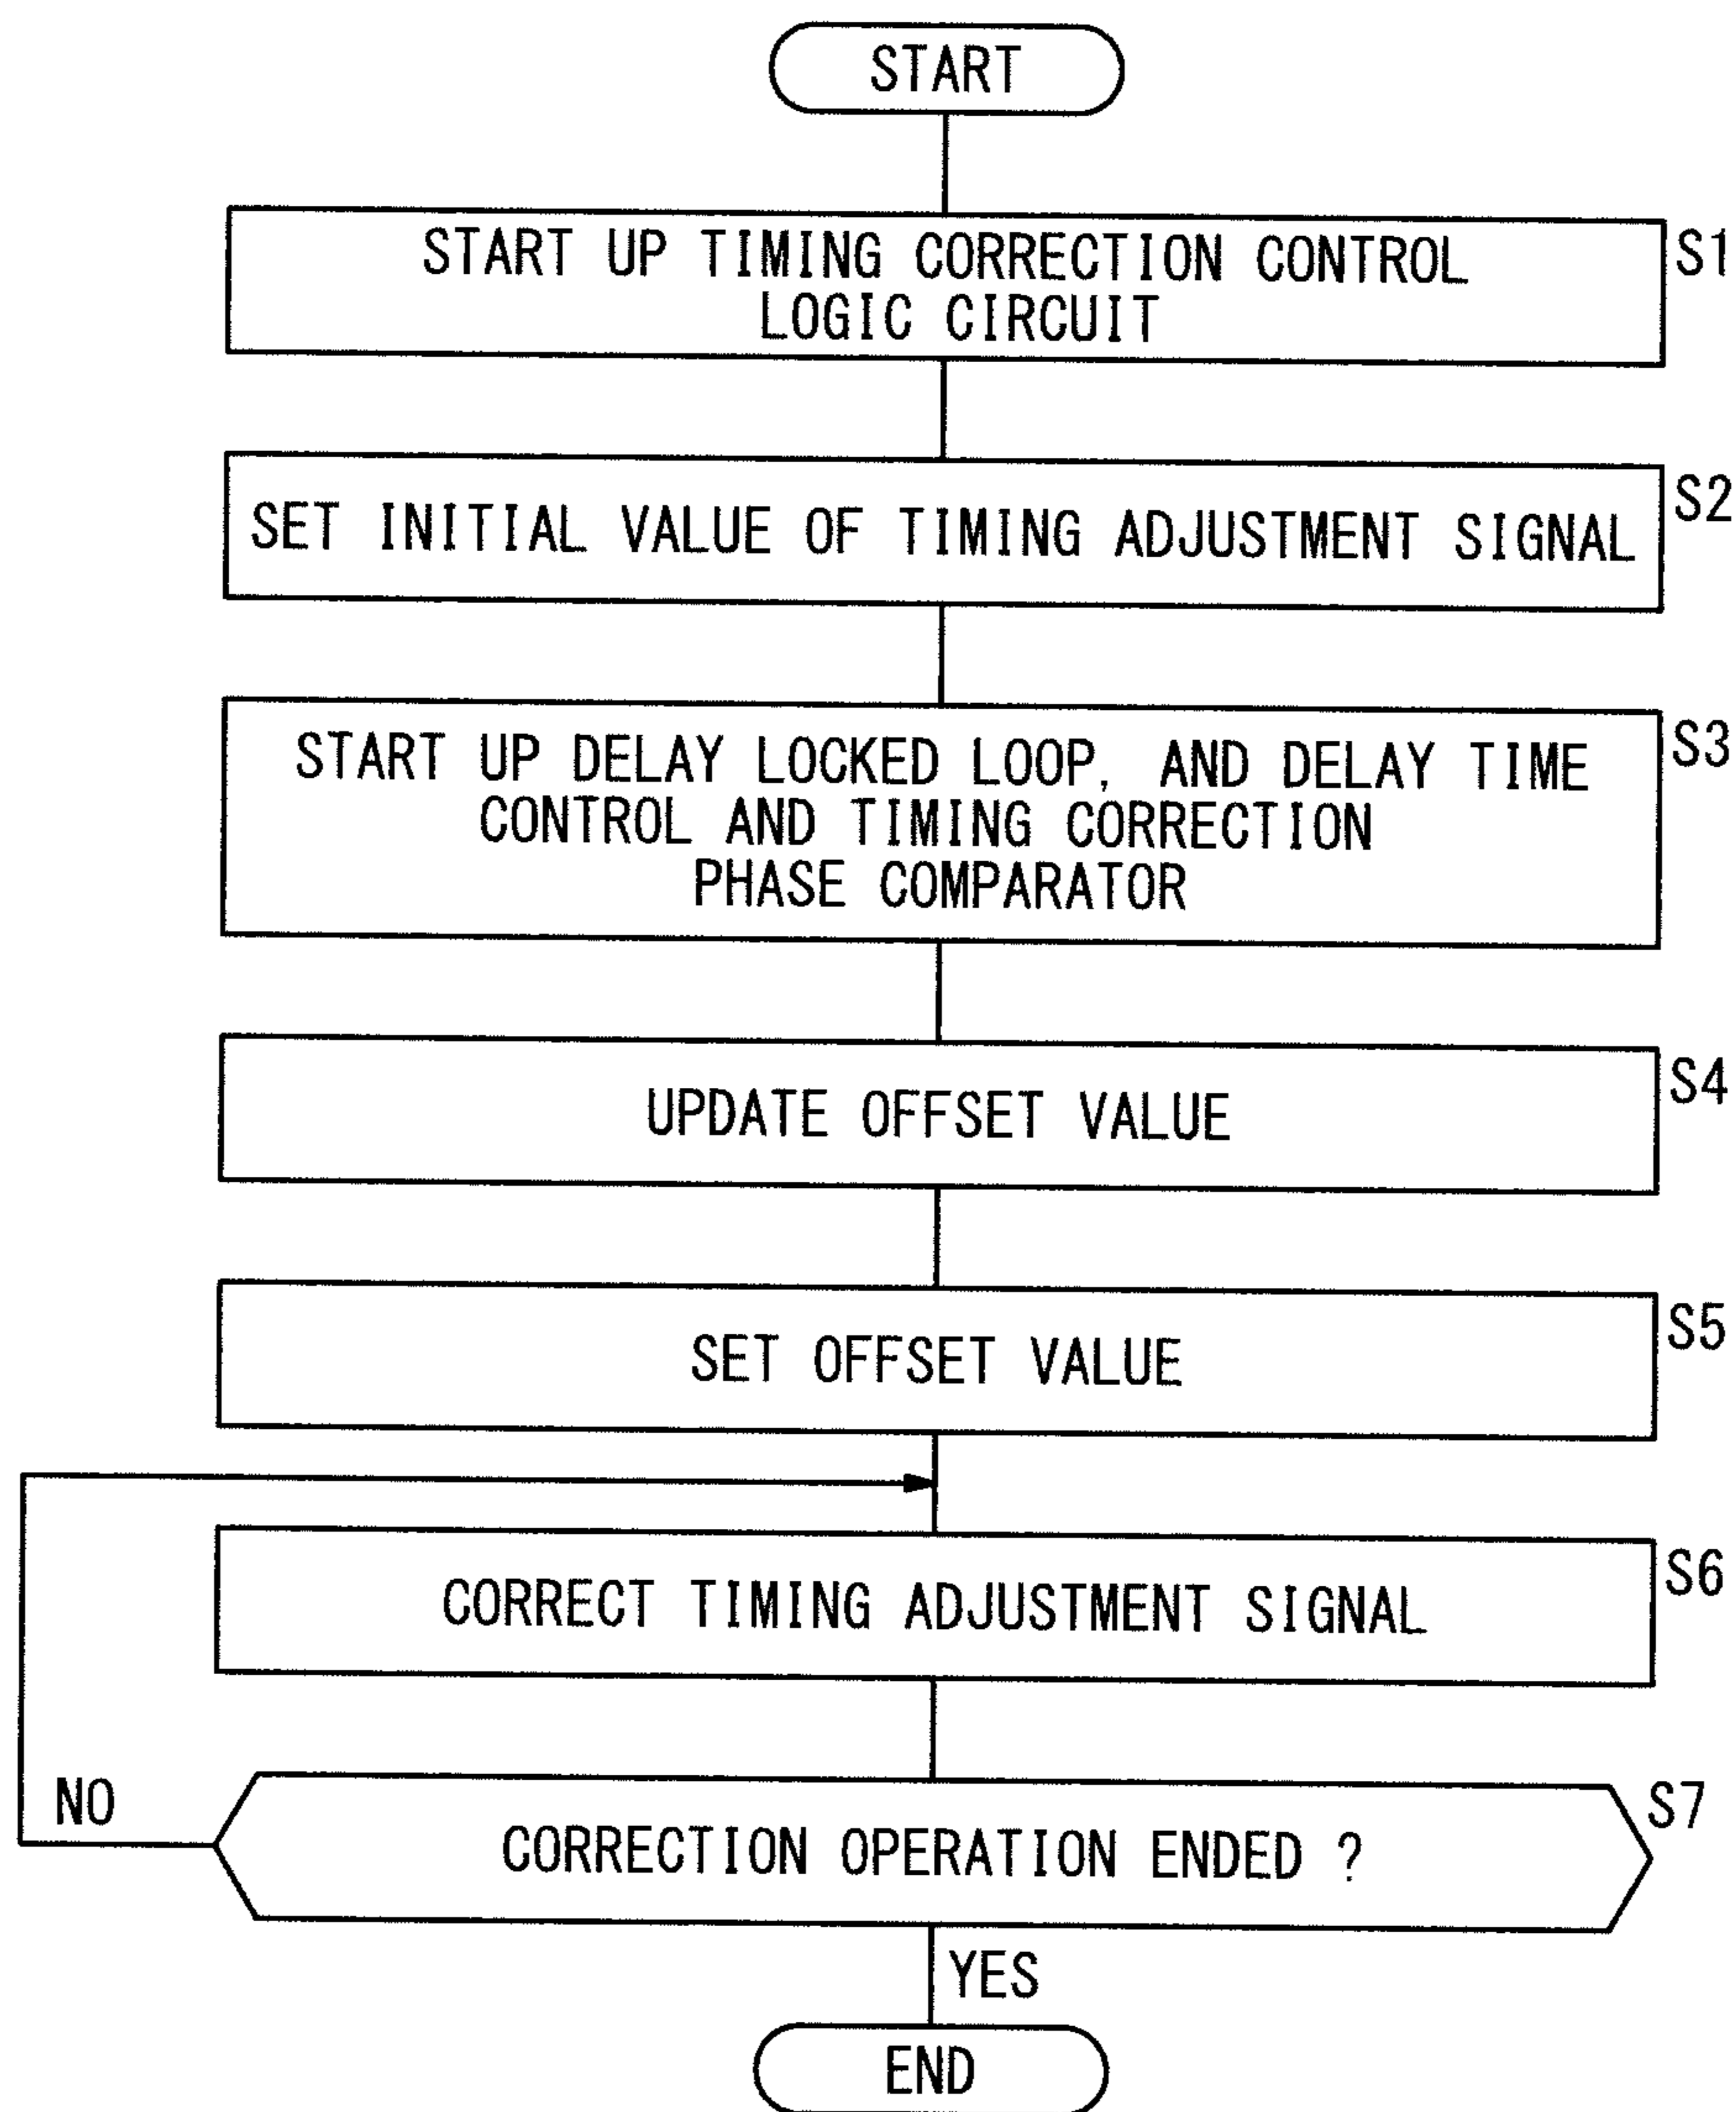 START
START UP TIMING CORRECTION CONTROL
LOGIC CIRCUIT
S1
SET INITIAL VALUE OF TIMING ADJUSTMENT SIGNAL
S2
START UP DELAY LOCKED LOOP, AND DELAY TIME
CONTROL AND TIMING CORRECTION
PHASE COMPARATOR
S3
UPDATE OFFSET VALUE
S4
SET OFFSET VALUE
S5
CORRECT TIMING ADJUSTMENT SIGNAL
S6
NO
CORRECTION OPERATION ENDED ?
S7
YES
END